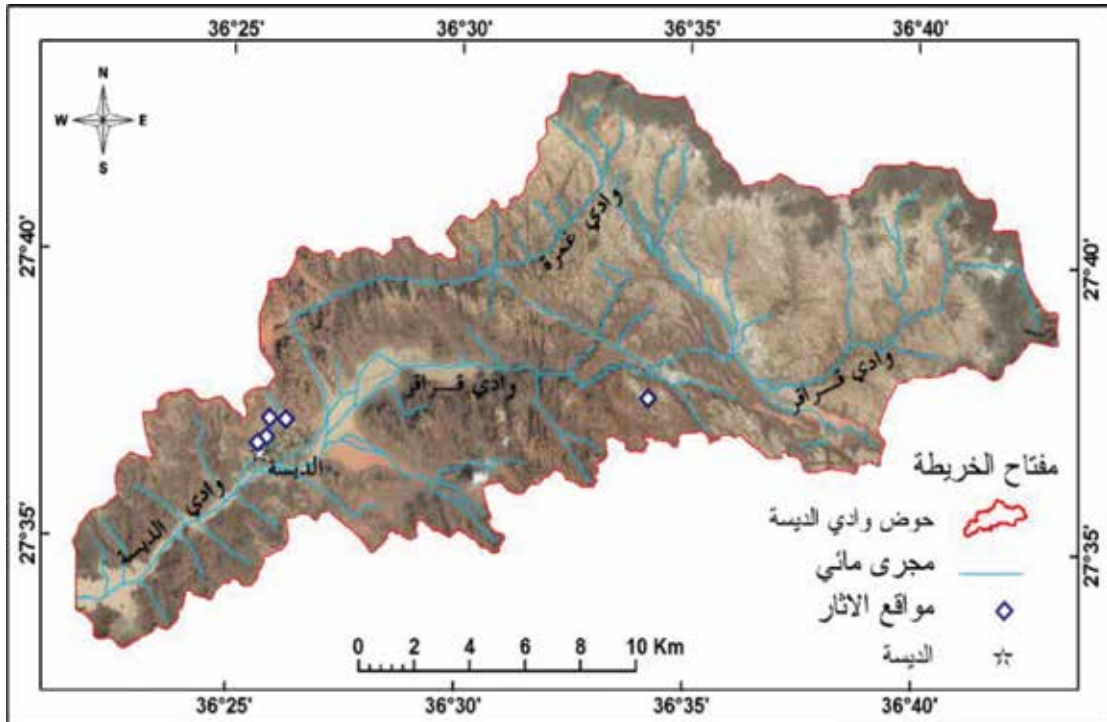 36°25' 36°30' 36°35' 36°40'
N
W E
S
27°40'
27°40'
وادي غمرة
وادي قراقر
وادي قراقر
الديسة
وادي الديسة
27°35'
27°35'
مفتاح الخريطة
حوض وادي الديسة
مجرى مائي
مواقع الاثار
الديسة
0 2 4 6 8 10 Km
36°25' 36°30' 36°35' 36°40'